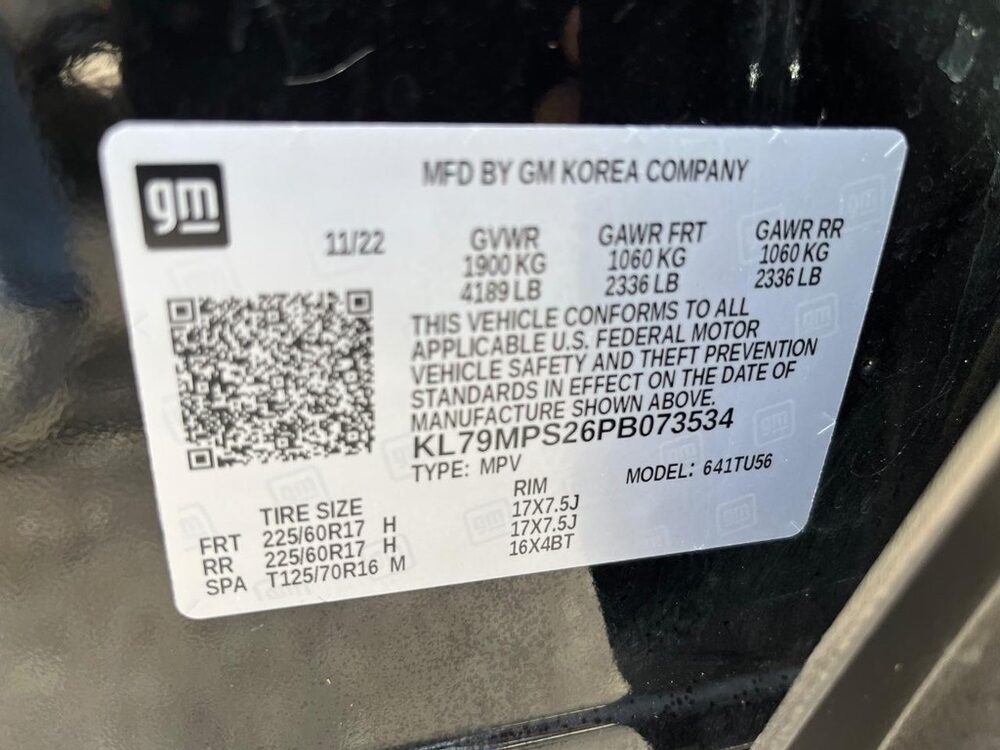 gm
MFD BY GM KOREA COMPANY
11/22
GVWR GAWR FRT GAWR RR
1900 KG 1060 KG 1060 KG
4189 LB 2336 LB 2336 LB
THIS VEHICLE CONFORMS TO ALL
APPLICABLE U.S. FEDERAL MOTOR
VEHICLE SAFETY AND THEFT PREVENTION
STANDARDS IN EFFECT ON THE DATE OF
MANUFACTURE SHOWN ABOVE.
KL79MPS26PB073534
TYPE: MPV MODEL: 641TU56
TIRE SIZE RIM
FRT 225/60R17 H 17X7.5J
RR 225/60R17 H 17X7.5J
SPA T125/70R16 M 16X4BT